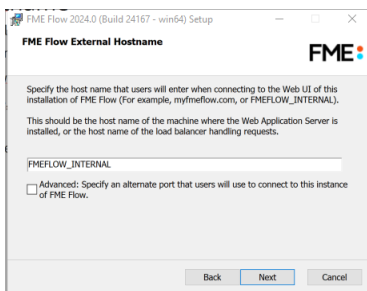 FME Flow 2024.0 (Build 24167 - win64) Setup
FME Flow External Hostname
FME
Specify the host name that users will enter when connecting to the Web UI of this
installation of FME Flow (For example, myfmeflow.com, or FMEFLOW_INTERNAL).
This should be the host name of the machine where the Web Application Server is
installed, or the host name of the load balancer handling requests.
FMEFLOW_INTERNAL
Advanced: Specify an alternate port that users will use to connect to this instance
of FME Flow.
Back Next Cancel